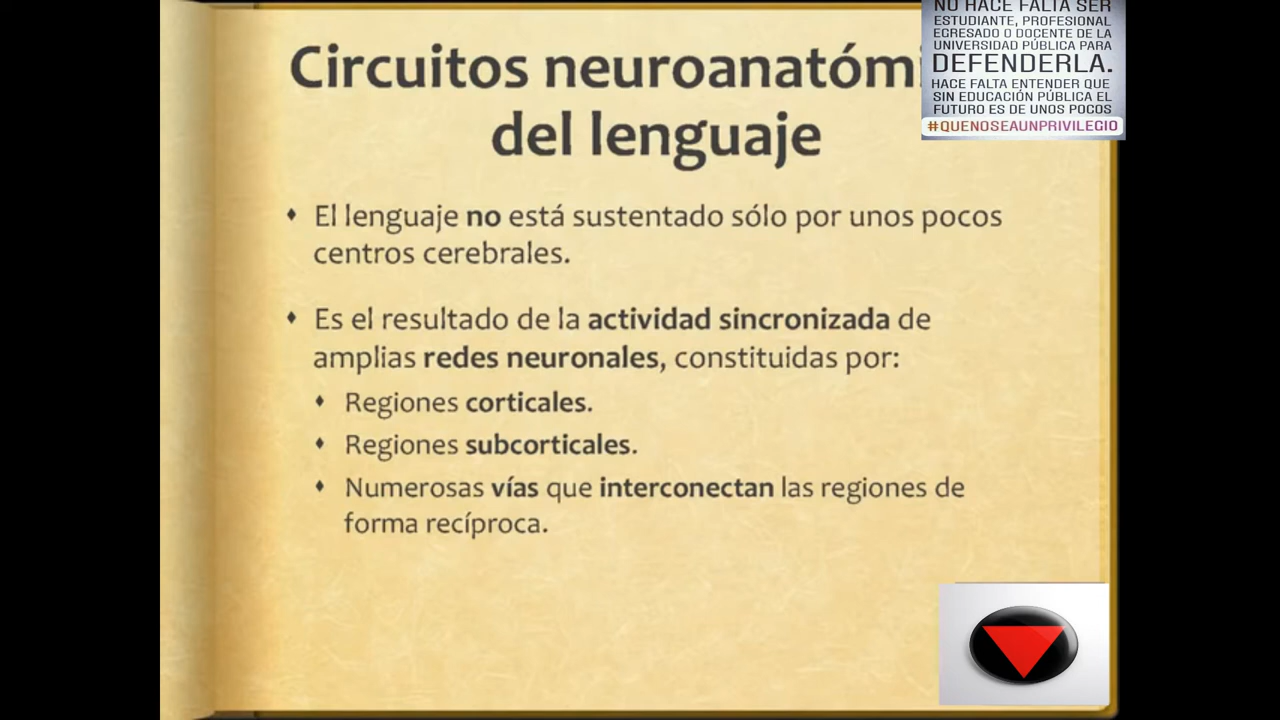 Circuitos neuroanatómi
del lenguaje
♦ El lenguaje no está sustentado sólo por unos pocos
centros cerebrales.
♦ Es el resultado de la actividad sincronizada de
amplias redes neuronales, constituidas por:
♦ Regiones corticales.
♦ Regiones subcorticales.
♦ Numerosas vías que interconectan las regiones de
forma recíproca.
NO HACE FALTA SER
ESTUDIANTE, PROFESIONAL
EGRESADO O DOCENTE DE LA
UNIVERSIDAD PÚBLICA PARA
DEFENDERLA.
HACE FALTA ENTENDER QUE
SIN EDUCACIÓN PÚBLICA EL
FUTURO ES DE UNOS POCOS
#QUENOSEAUNPRIVILEGIO